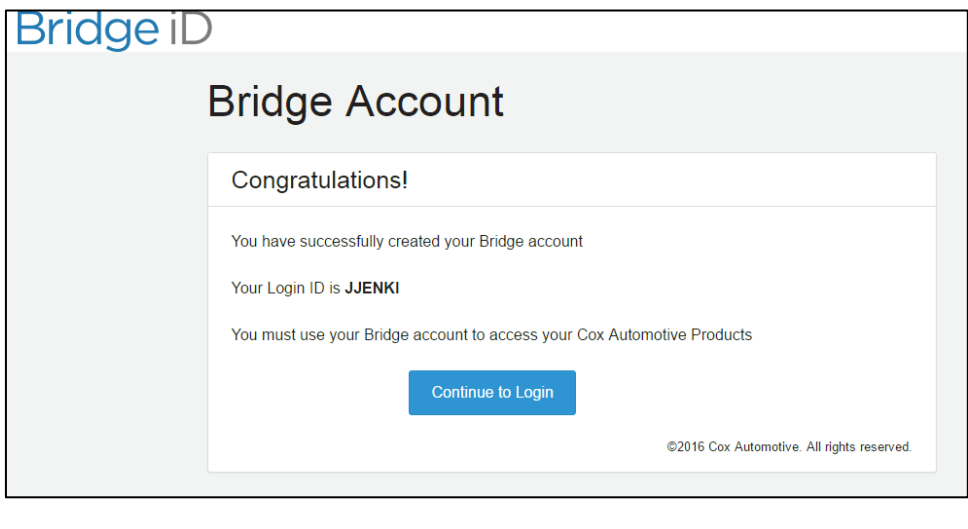 Bridge iD
Bridge Account
Congratulations!
You have successfully created your Bridge account
Your Login ID is JJENKI
You must use your Bridge account to access your Cox Automotive Products
Continue to Login
©2016 Cox Automotive. All rights reserved.